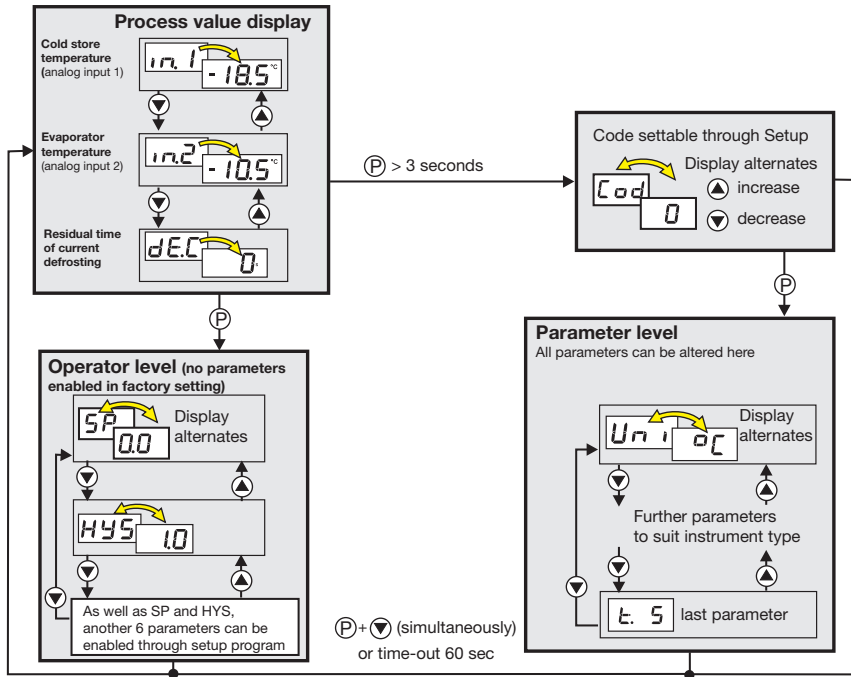 Process value display
Cold store
temperature
(analog input 1)
in.1
-18.5 °C
Evaporator
temperature
(analog input 2)
in.2
-10.5 °C
Residual time
of current
defrosting
dE.C
0 s
P > 3 seconds
Code settable through Setup
Display alternates
Cod
0
increase
decrease
P
P
Operator level (no parameters
enabled in factory setting)
SP
0.0
Display
alternates
HYS
1.0
As well as SP and HYS,
another 6 parameters can be
enabled through setup program
P + (simultaneously)
or time-out 60 sec
Parameter level
All parameters can be altered here
Uni
°C
Display
alternates
Further parameters
to suit instrument type
t. S
last parameter